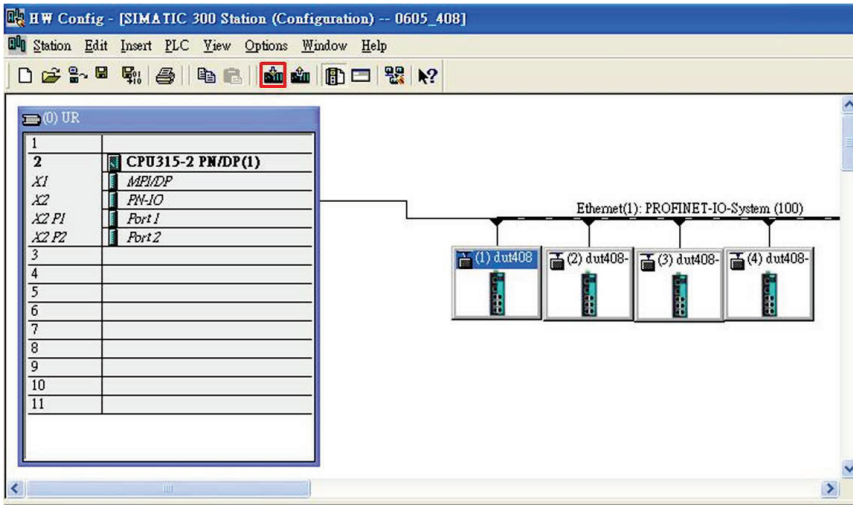 HW Config - [SIMATIC 300 Station (Configuration) -- 0605_408]
Station Edit Insert PLC View Options Window Help
(0) UR
1
2 CPU315-2 PN/DP(1)
X1 MPI/DP
X2 PN-IO
X2 P1 Port 1
X2 P2 Port 2
3
4
5
6
7
8
9
10
11
Ethernet(1): PROFINET-IO-System (100)
(1) dut408 (2) dut408- (3) dut408- (4) dut408-